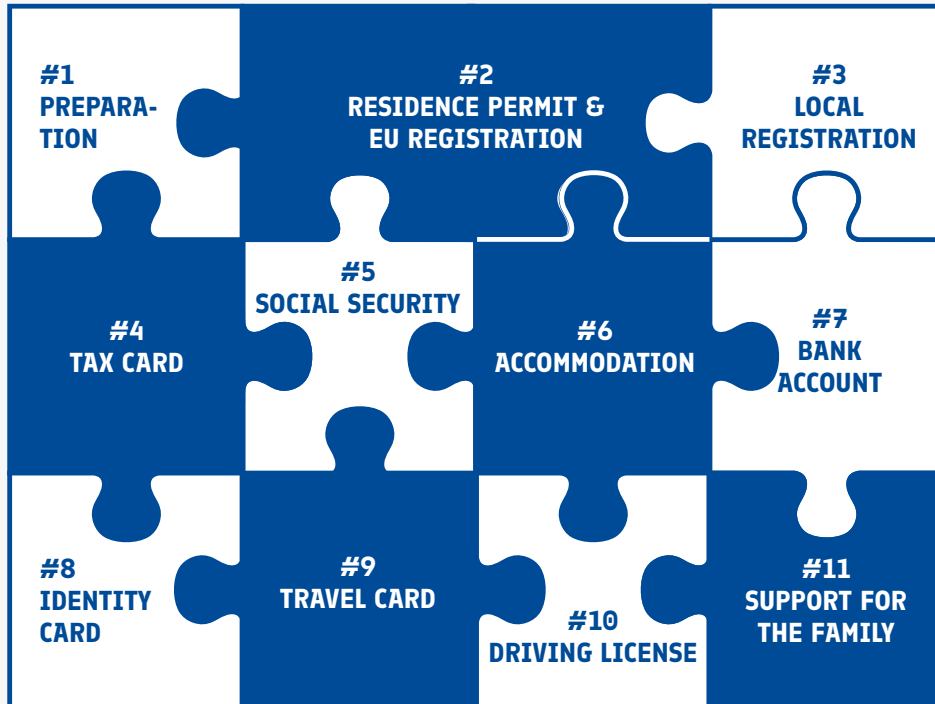 #1
PREPARA-
TION
#2
RESIDENCE PERMIT &
EU REGISTRATION
#3
LOCAL
REGISTRATION
#4
TAX CARD
#5
SOCIAL SECURITY
#6
ACCOMMODATION
#7
BANK
ACCOUNT
#8
IDENTITY
CARD
#9
TRAVEL CARD
#10
DRIVING LICENSE
#11
SUPPORT FOR
THE FAMILY